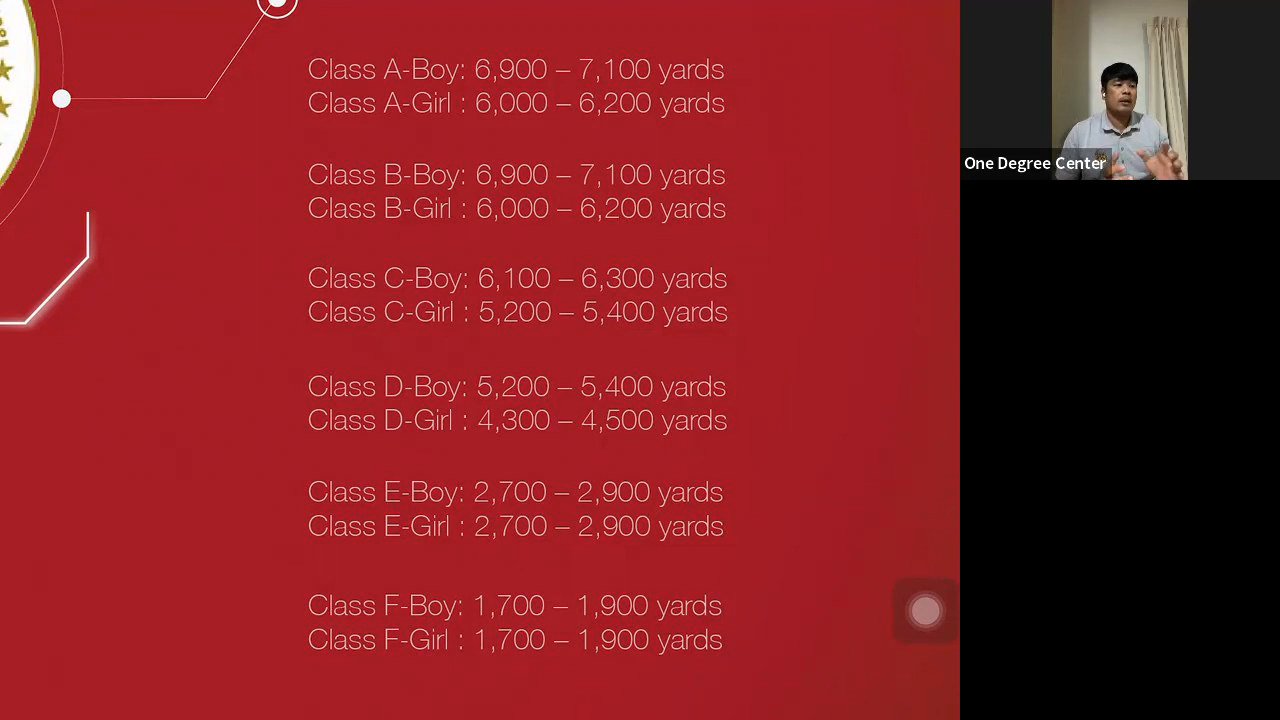 Class A-Boy: 6,900 – 7,100 yards
Class A-Girl : 6,000 – 6,200 yards
Class B-Boy: 6,900 – 7,100 yards
Class B-Girl : 6,000 – 6,200 yards
Class C-Boy: 6,100 – 6,300 yards
Class C-Girl : 5,200 – 5,400 yards
Class D-Boy: 5,200 – 5,400 yards
Class D-Girl : 4,300 – 4,500 yards
Class E-Boy: 2,700 – 2,900 yards
Class E-Girl : 2,700 – 2,900 yards
Class F-Boy: 1,700 – 1,900 yards
Class F-Girl : 1,700 – 1,900 yards
One Degree Center